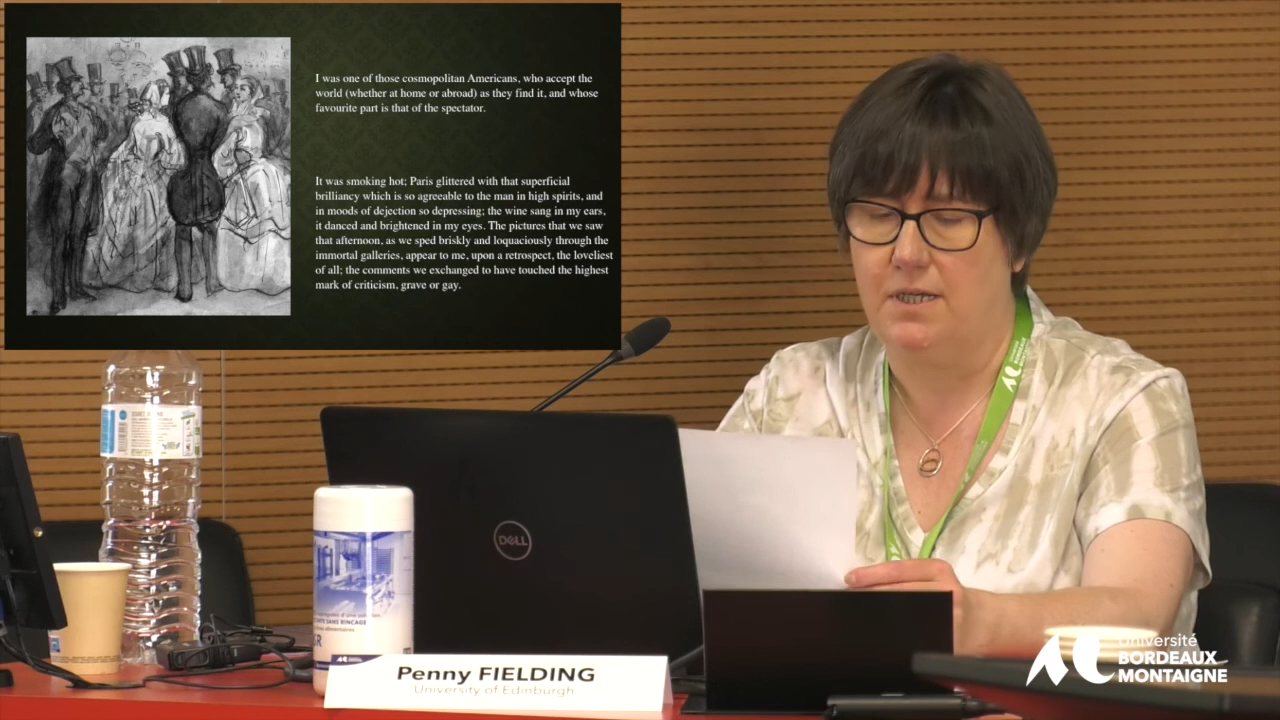 I was one of those cosmopolitan Americans, who accept the
world (whether at home or abroad) as they find it, and whose
favourite part is that of the spectator.
It was smoking hot; Paris glittered with that superficial
brilliancy which is so agreeable to the man in high spirits, and
in moods of dejection so depressing; the wine sang in my ears,
it danced and brightened in my eyes. The pictures that we saw
that afternoon, as we sped briskly and loquaciously through the
immortal galleries, appear to me, upon a retrospect, the loveliest
of all; the comments we exchanged to have touched the highest
mark of criticism, grave or gay.
DELL
SANS RINCAGE
Penny FIELDING
University of Edinburgh
Université
BORDEAUX
MONTAIGNE